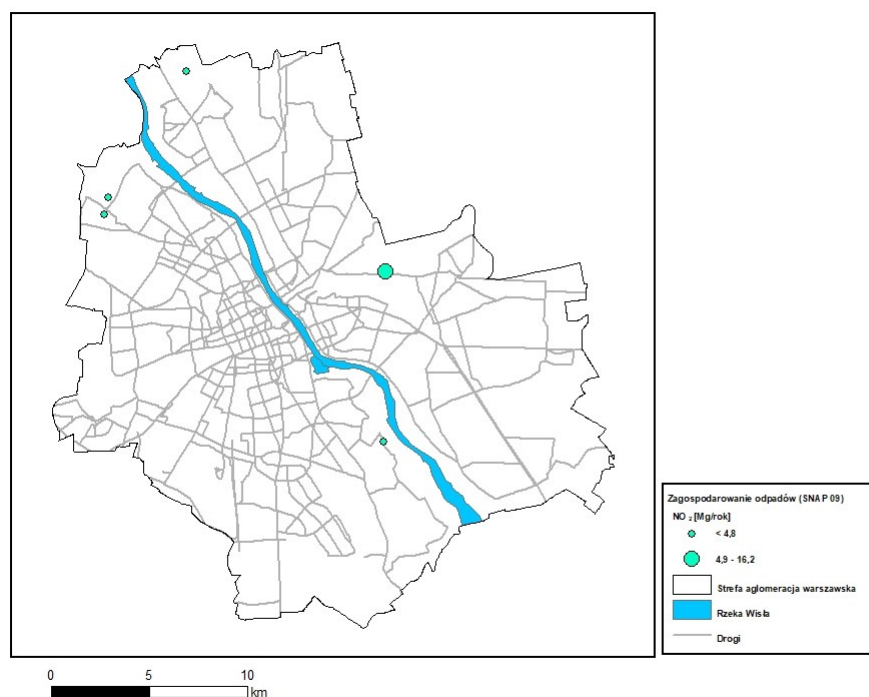 Zagospodarowanie odpadów (SNAP 09)
NO ₂ [Mg/rok]
< 4,8
4,9 - 16,2
Strefa aglomeracja warszawska
Rzeka Wisła
Drogi
0 5 10
km